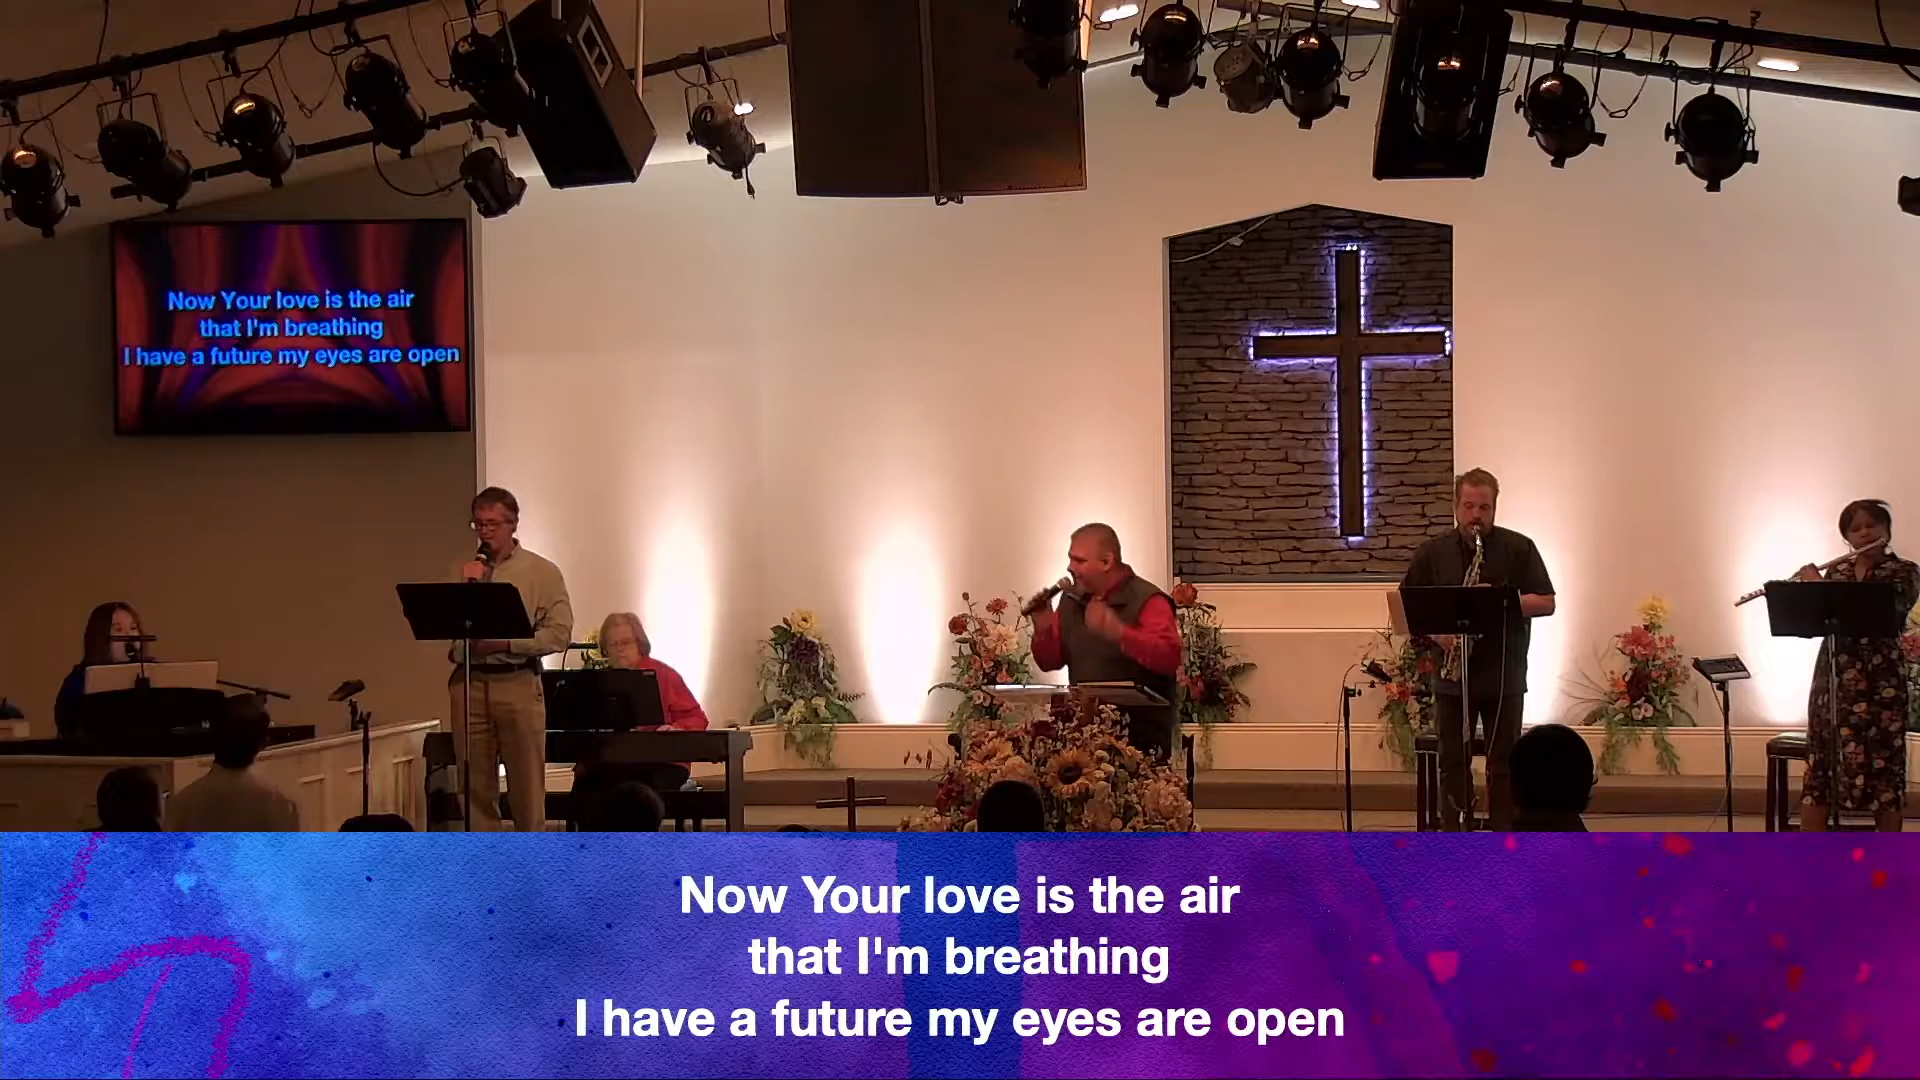 Now Your love is the air
that I'm breathing
I have a future my eyes are open
Now Your love is the air
that I'm breathing
I have a future my eyes are open